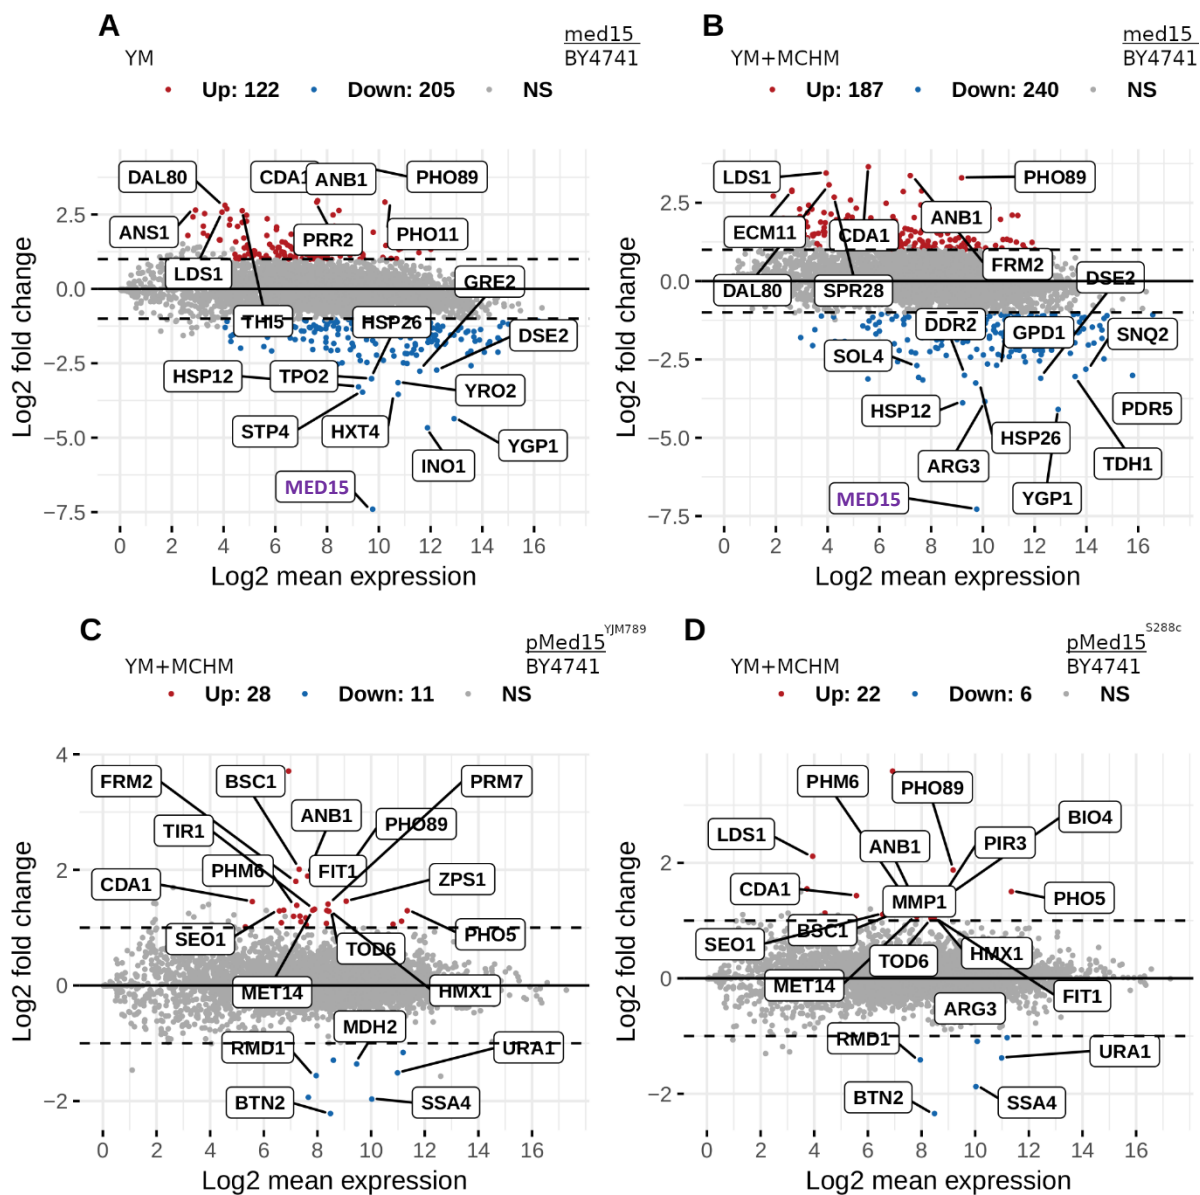 A
YM
med15
BY4741
Up: 122 Down: 205 NS
DAL80 CDA1 ANB1 PHO89
ANS1 PRR2 PHO11
LDS1 GRE2
THI5 HSP26 DSE2
HSP12 TPO2 YRO2
STP4 HXT4 YGP1
INO1
MED15
2.5
0.0
−2.5
−5.0
−7.5
Log2 fold change
0 2 4 6 8 10 12 14 16
Log2 mean expression
B
YM+MCHM
med15
BY4741
Up: 187 Down: 240 NS
LDS1 PHO89
ECM11 CDA1 ANB1
FRM2
DAL80 SPR28 DSE2
DDR2 GPD1 SNQ2
SOL4
HSP12 PDR5
HSP26
ARG3 TDH1
MED15 YGP1
2.5
0.0
−2.5
−5.0
−7.5
Log2 fold change
0 2 4 6 8 10 12 14 16
Log2 mean expression
C
YM+MCHM
pMed15YJM789
BY4741
Up: 28 Down: 11 NS
FRM2 BSC1 PRM7
TIR1 ANB1 PHO89
PHM6 FIT1
CDA1 ZPS1
SEO1 TOD6 PHO5
MET14 HMX1
MDH2
RMD1 URA1
BTN2 SSA4
4
2
0
−2
Log2 fold change
0 2 4 6 8 10 12 14 16
Log2 mean expression
D
YM+MCHM
pMed15S288c
BY4741
Up: 22 Down: 6 NS
PHM6 PHO89
BIO4
LDS1 ANB1 PIR3
CDA1 MMP1 PHO5
SEO1 BSC1
TOD6 HMX1
MET14 FIT1
ARG3
RMD1 URA1
BTN2 SSA4
2
0
−2
Log2 fold change
0 2 4 6 8 10 12 14 16
Log2 mean expression